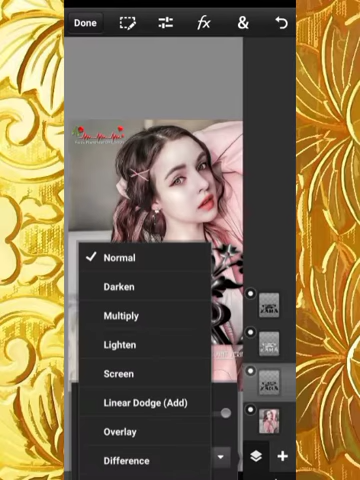 Done
fx
&
Normal
Darken
Multiply
Lighten
Screen
Linear Dodge (Add)
Overlay
Difference